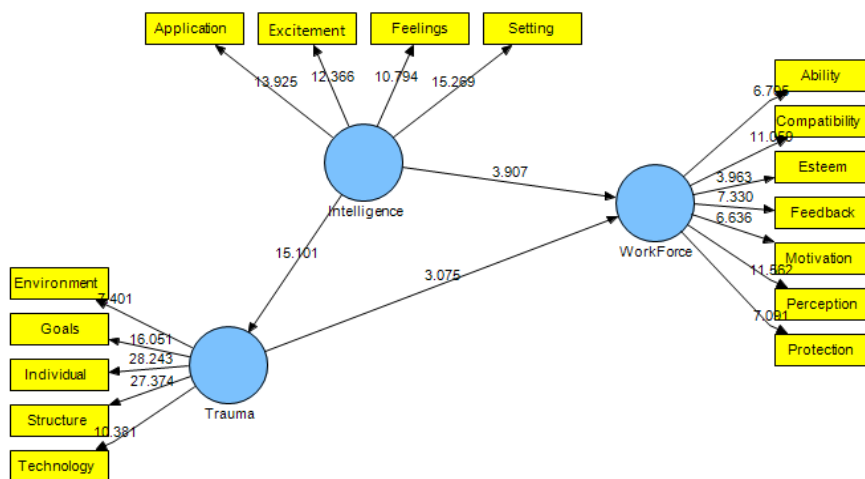 Application
Excitement
Feelings
Setting
13.925
12.366
10.794
15.269
Ability
6.795
Compatibility
11.059
Esteem
3.963
3.907
Intelligence
7.330
Feedback
6.636
WorkForce
Motivation
15.101
11.562
Perception
3.075
7.091
Protection
Environment
7.401
Goals
16.051
28.243
Individual
27.374
Structure
Trauma
10.381
Technology